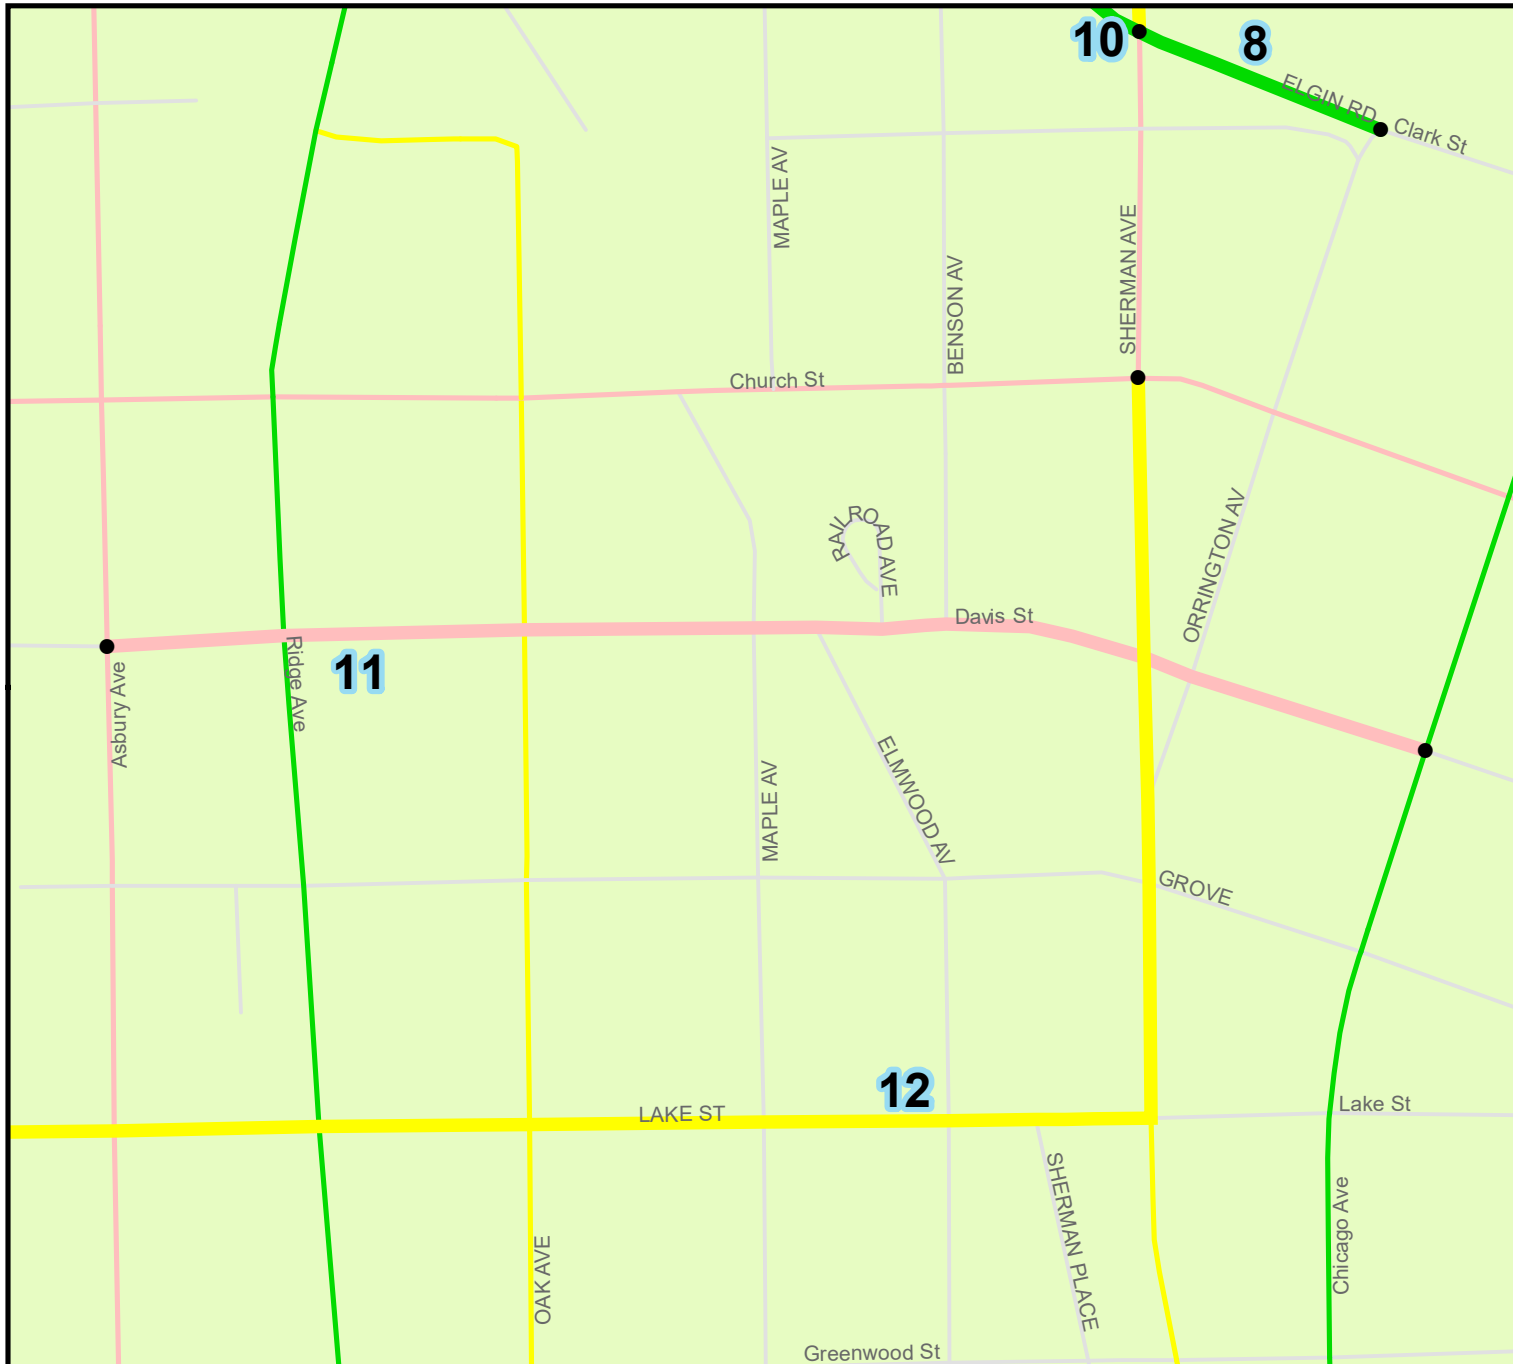 10
8
ELGIN RD
Clark St
MAPLE AV
SHERMAN AVE
BENSON AV
Church St
RAILROAD AVE
ORRINGTON AV
Davis St
Ridge Ave
11
Asbury Ave
ELMWOOD AV
MAPLE AV
GROVE
12
LAKE ST
Lake St
SHERMAN PLACE
Chicago Ave
OAK AVE
Greenwood St